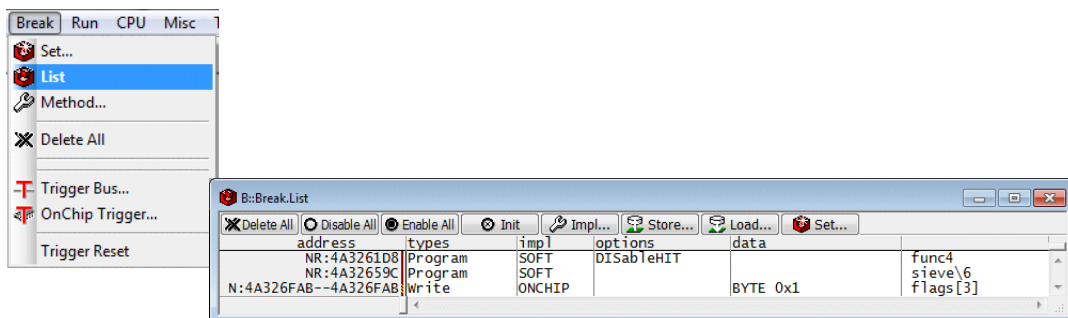 Break Run CPU Misc
Set...
List
Method...
Delete All
Trigger Bus...
OnChip Trigger...
Trigger Reset
B::Break.List
Delete All Disable All Enable All Init Impl... Store... Load... Set...
address types impl options data
NR:4A3261D8 Program SOFT DISableHIT func4
NR:4A32659C Program SOFT sieve\6
N:4A326FAB--4A326FAB Write ONCHIP BYTE 0x1 flags[3]